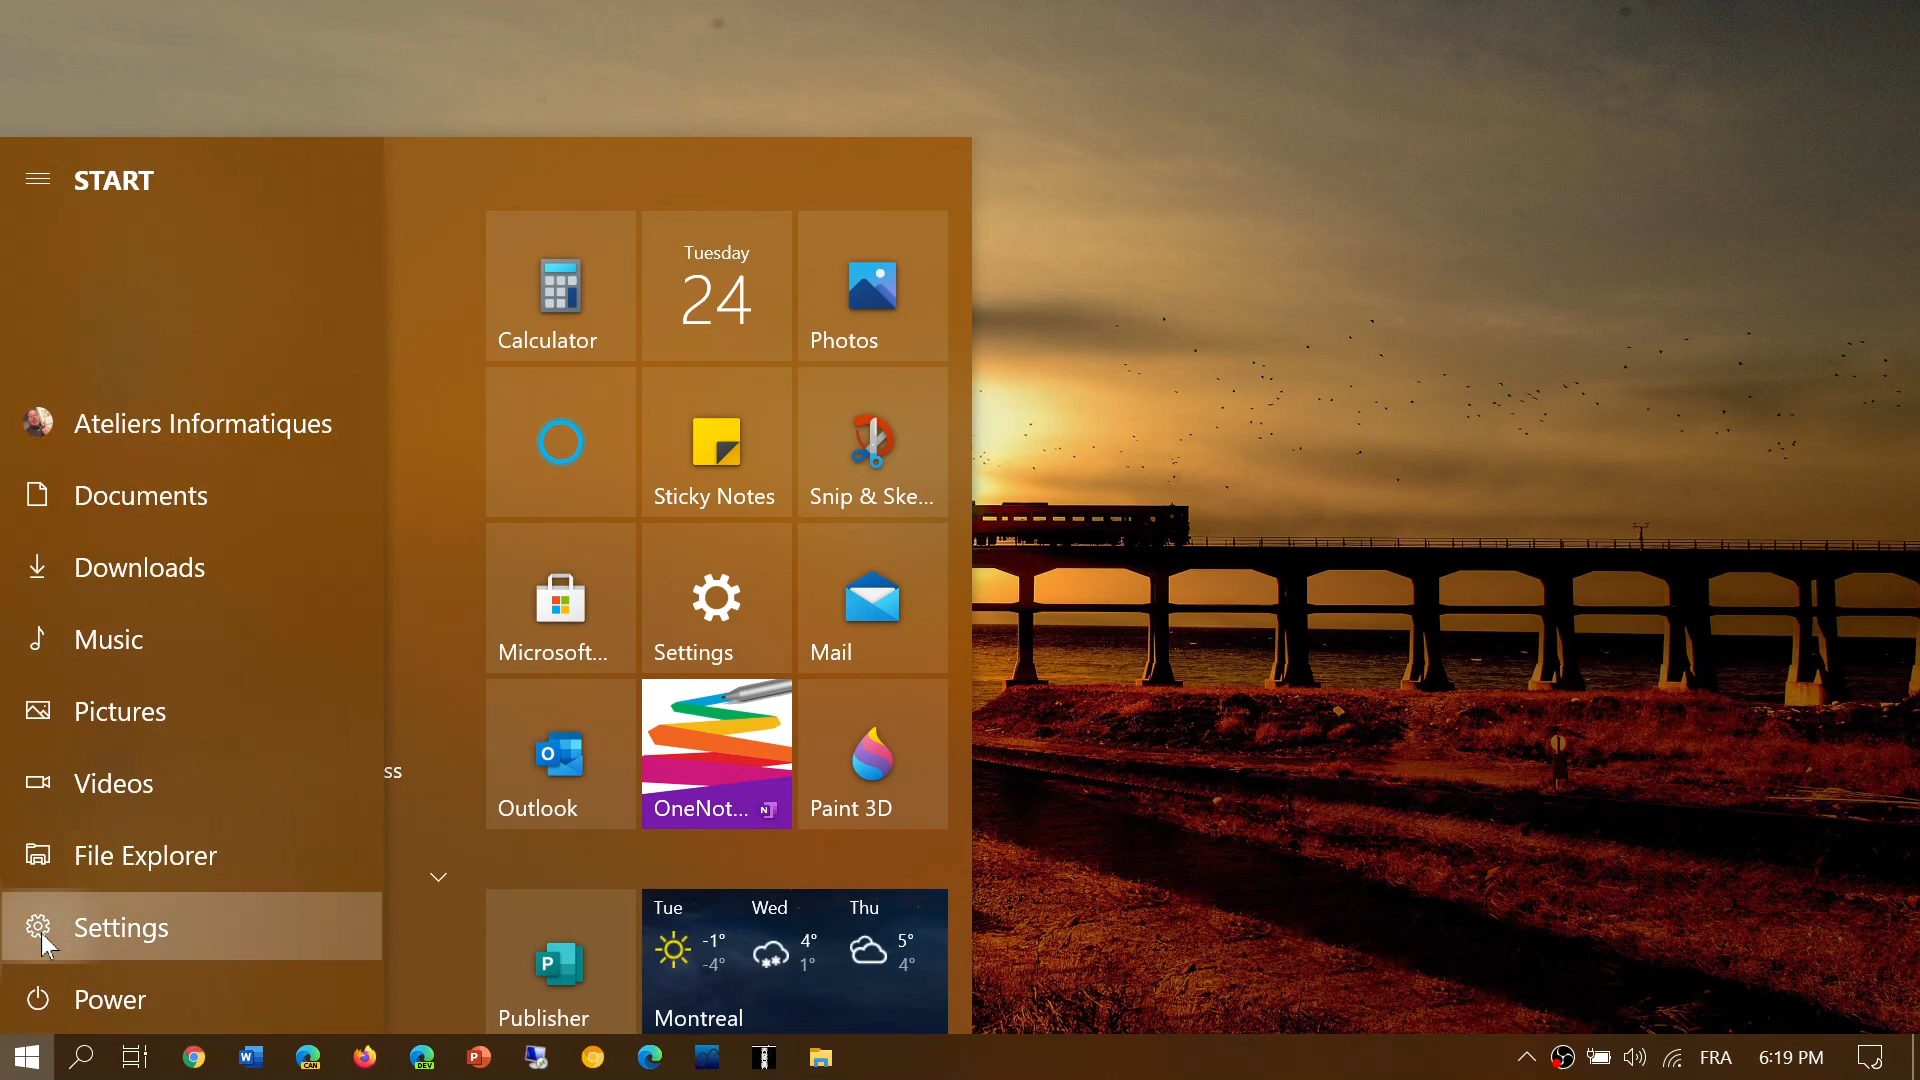 START
Ateliers Informatiques
Documents
Downloads
Music
Pictures
Videos
File Explorer
Settings
Power
ss
Calculator
Tuesday
24
Photos
Sticky Notes
Snip & Ske...
Microsoft...
Settings
Mail
Outlook
OneNot...
Paint 3D
Publisher
Tue Wed Thu
-1° 4° 5°
-4° 1° 4°
Montreal
CAN
DEV
FRA
6:19 PM